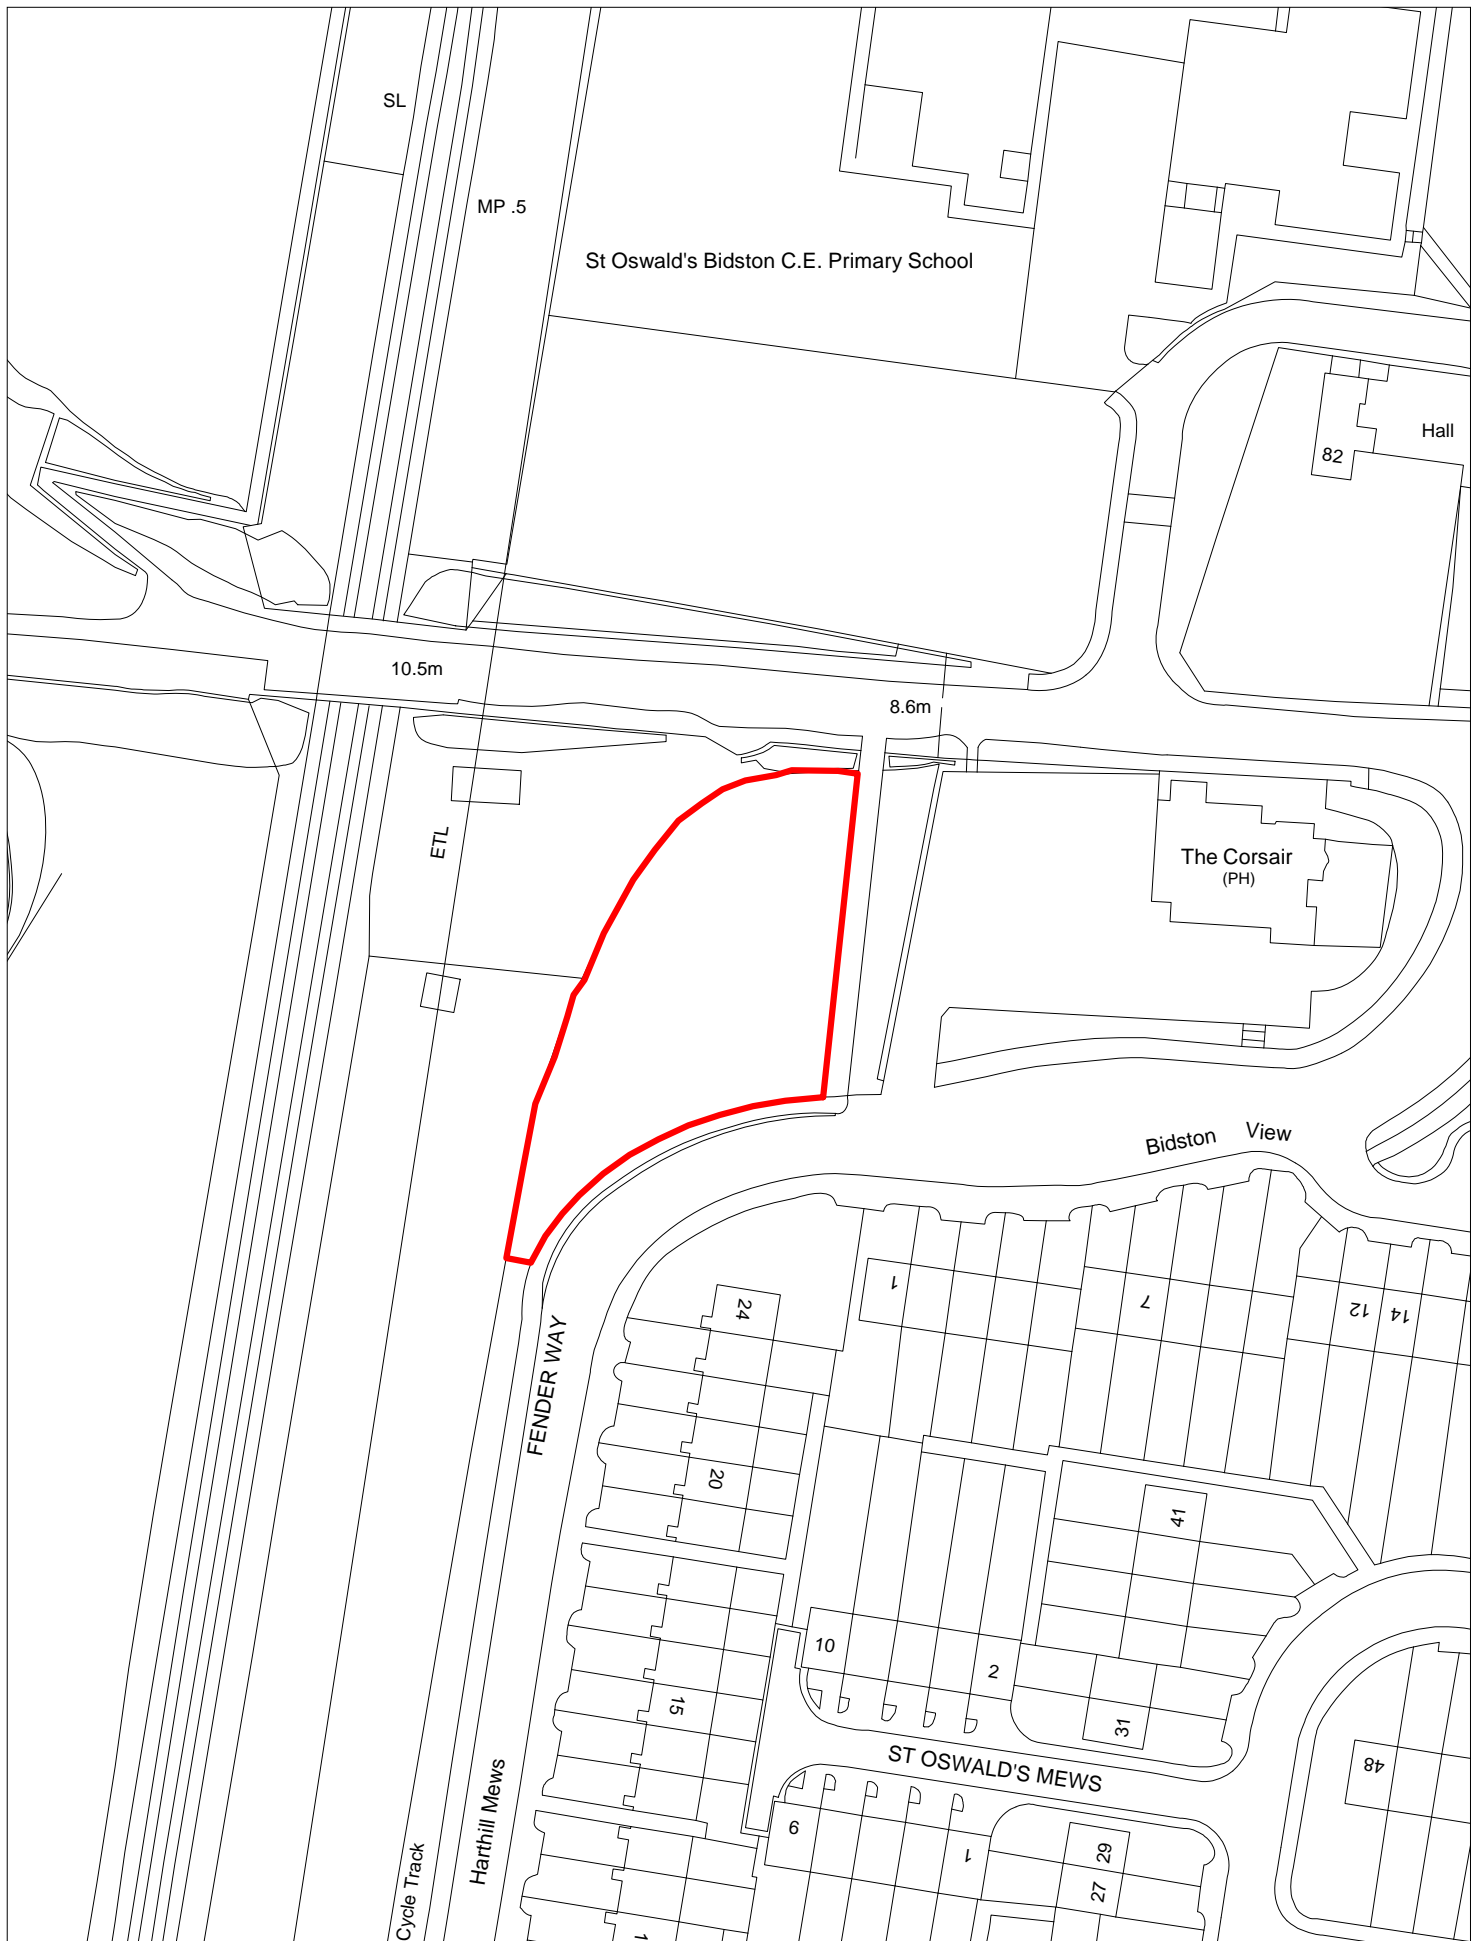 SL
MP .5
St Oswald's Bidston C.E. Primary School
Hall
82
10.5m
8.6m
ETL
The Corsair
(PH)
Bidston View
1
7
12
14
24
FENDER WAY
20
41
10
2
15
31
ST OSWALD'S MEWS
48
Harthill Mews
6
1
29
27
Cycle Track